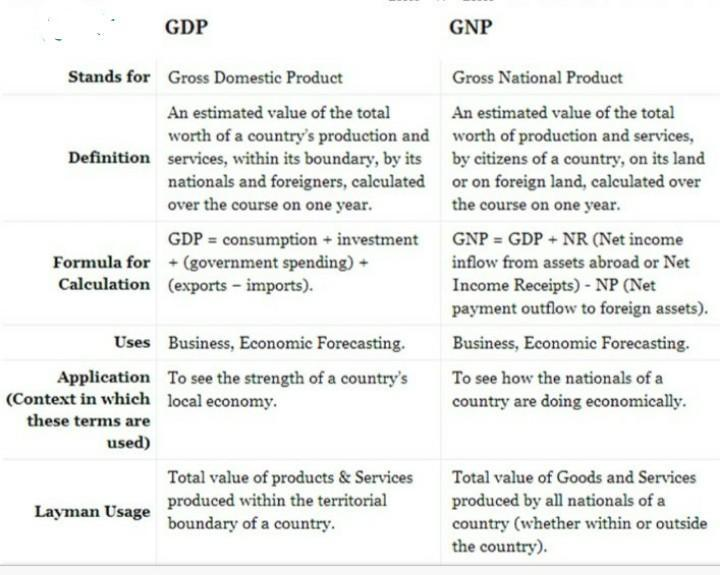 GDP GNP
Stands for Gross Domestic Product Gross National Product
Definition
An estimated value of the total
worth of a country's production and
services, within its boundary, by its
nationals and foreigners, calculated
over the course on one year.
An estimated value of the total
worth of production and services,
by citizens of a country, on its land
or on foreign land, calculated over
the course on one year.
Formula for
Calculation
GDP = consumption + investment
+ (government spending) +
(exports – imports).
GNP = GDP + NR (Net income
inflow from assets abroad or Net
Income Receipts) - NP (Net
payment outflow to foreign assets).
Uses Business, Economic Forecasting. Business, Economic Forecasting.
Application
(Context in which
these terms are
used)
To see the strength of a country's
local economy.
To see how the nationals of a
country are doing economically.
Layman Usage
Total value of products & Services
produced within the territorial
boundary of a country.
Total value of Goods and Services
produced by all nationals of a
country (whether within or outside
the country).